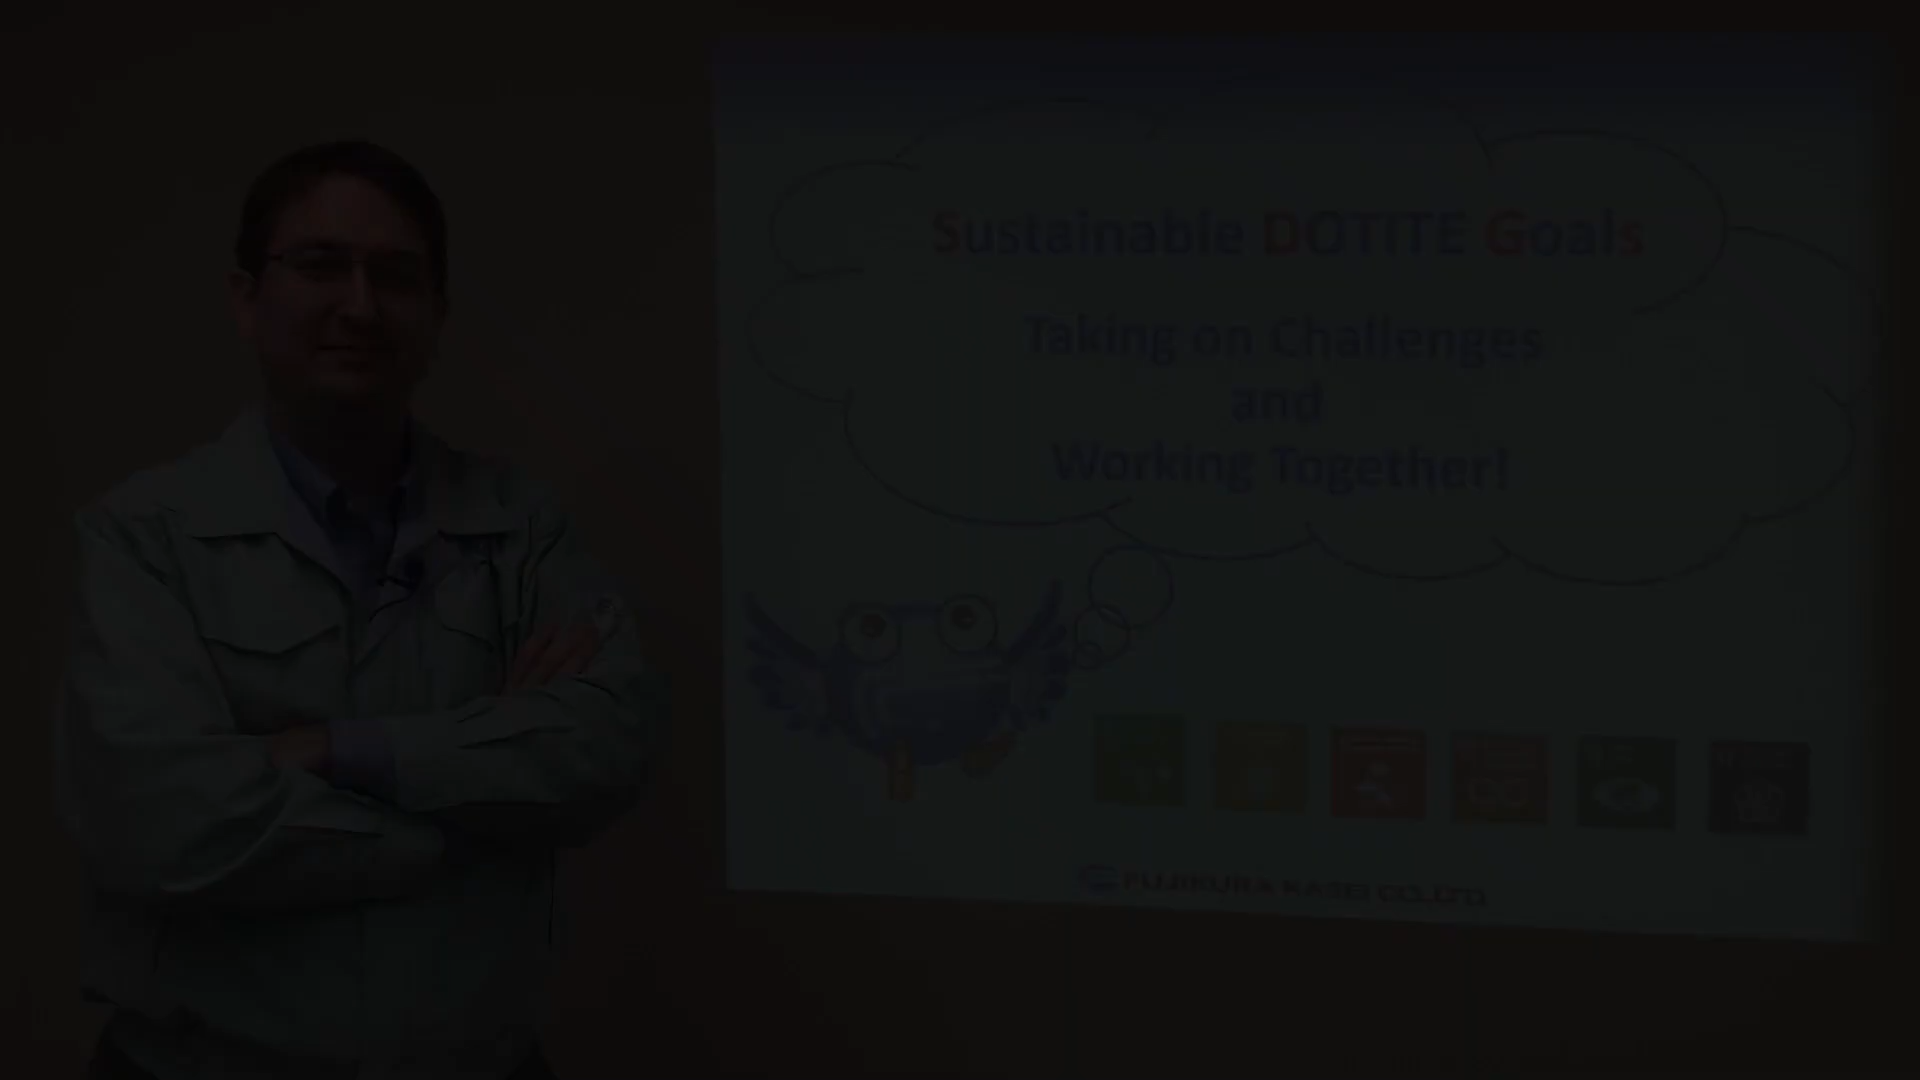 Sustainable DOTITE Goals
Taking on Challenges
and
Working Together!
FUJIKURA KASEI CO.,LTD.